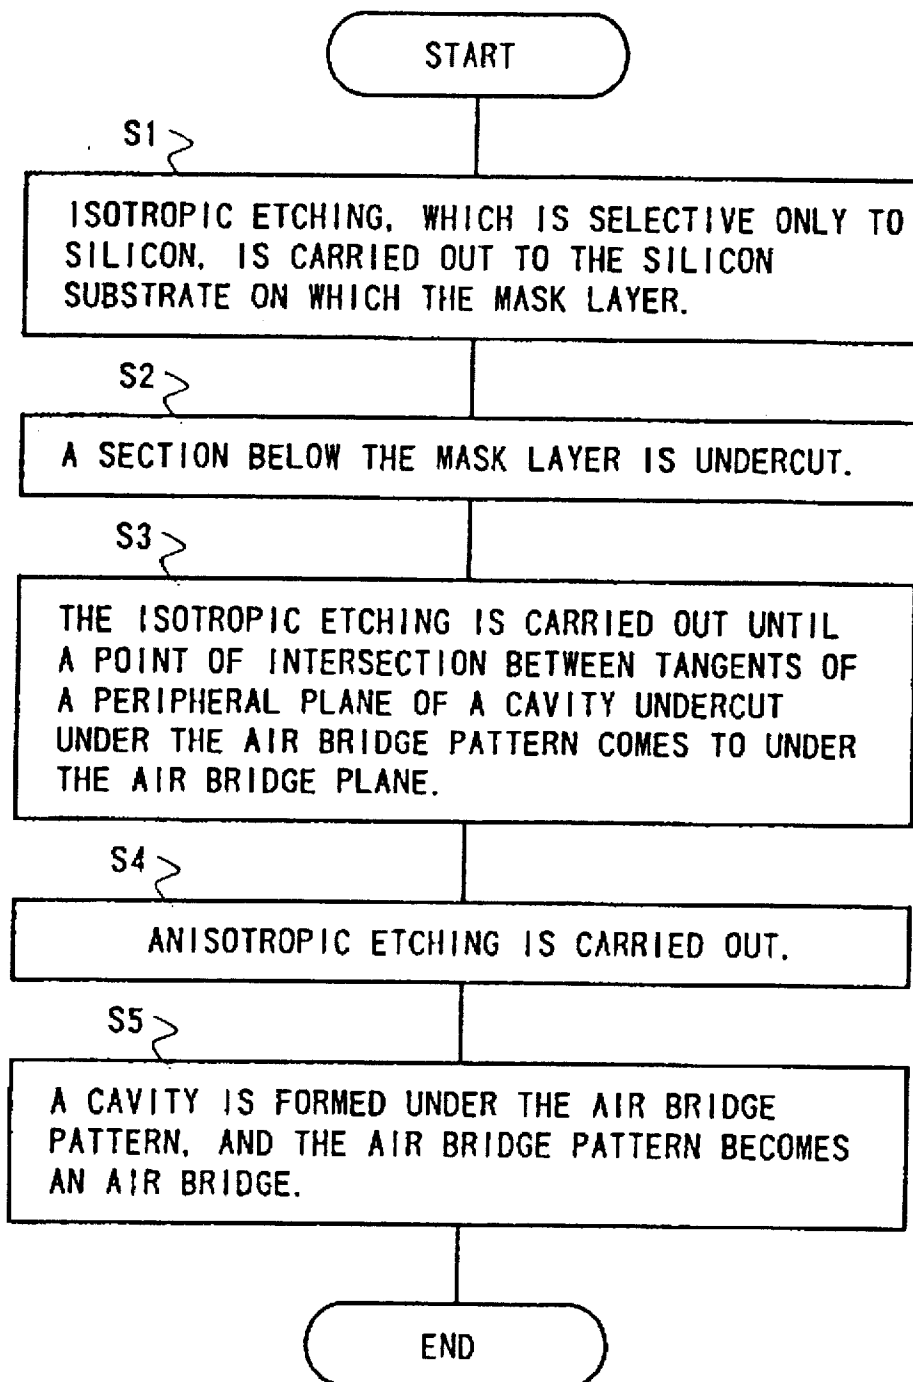 START
S1
ISOTROPIC ETCHING, WHICH IS SELECTIVE ONLY TO
SILICON, IS CARRIED OUT TO THE SILICON
SUBSTRATE ON WHICH THE MASK LAYER.
S2
A SECTION BELOW THE MASK LAYER IS UNDERCUT.
S3
THE ISOTROPIC ETCHING IS CARRIED OUT UNTIL
A POINT OF INTERSECTION BETWEEN TANGENTS OF
A PERIPHERAL PLANE OF A CAVITY UNDERCUT
UNDER THE AIR BRIDGE PATTERN COMES TO UNDER
THE AIR BRIDGE PLANE.
S4
ANISOTROPIC ETCHING IS CARRIED OUT.
S5
A CAVITY IS FORMED UNDER THE AIR BRIDGE
PATTERN, AND THE AIR BRIDGE PATTERN BECOMES
AN AIR BRIDGE.
END